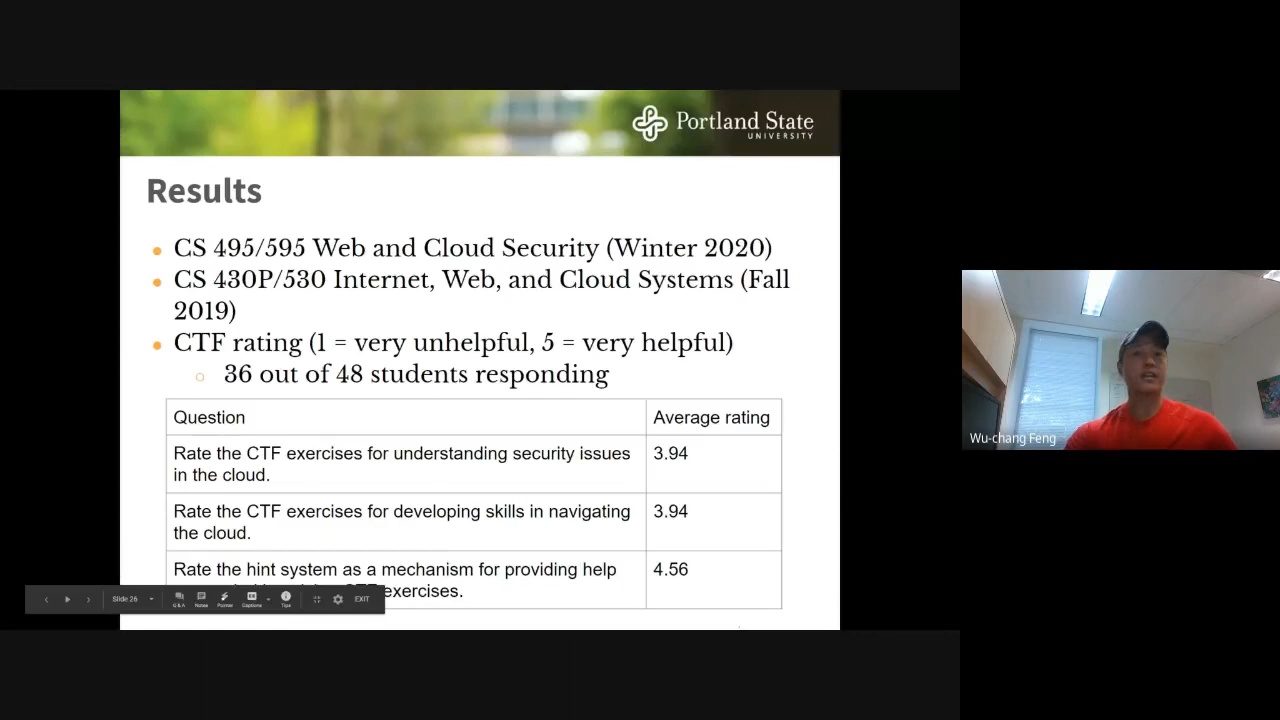 Portland State
UNIVERSITY
Results
CS 495/595 Web and Cloud Security (Winter 2020)
CS 430P/530 Internet, Web, and Cloud Systems (Fall
2019)
CTF rating (1 = very unhelpful, 5 = very helpful)
36 out of 48 students responding
Question Average rating
Rate the CTF exercises for understanding security issues 3.94
in the cloud.
Rate the CTF exercises for developing skills in navigating 3.94
the cloud.
Rate the hint system as a mechanism for providing help 4.56
exercises.
Slide 26
Q&A Notes Pointer Captions Tips EXIT
Wu-chang Feng